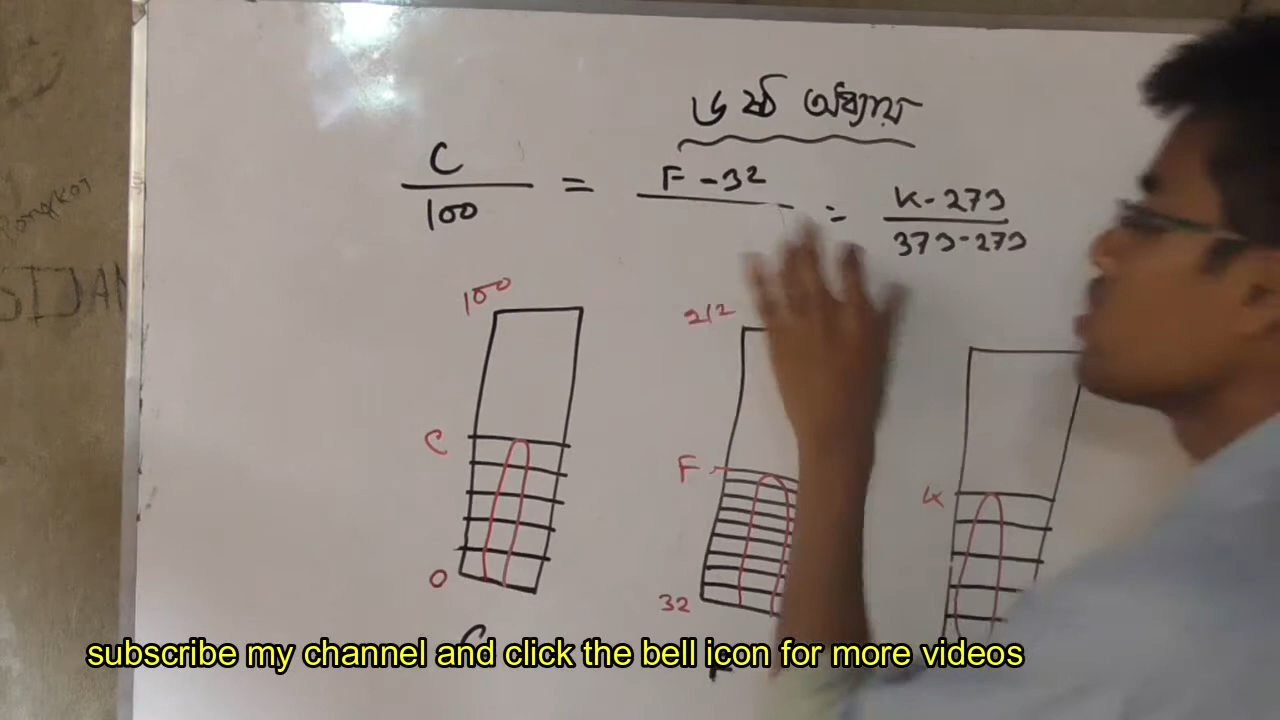 ৬ষ্ঠ অধ্যায়
C/100 = F-32/ = K-273/373-273
100
212
C
F
K
0
32
C
subscribe my channel and click the bell icon for more videos